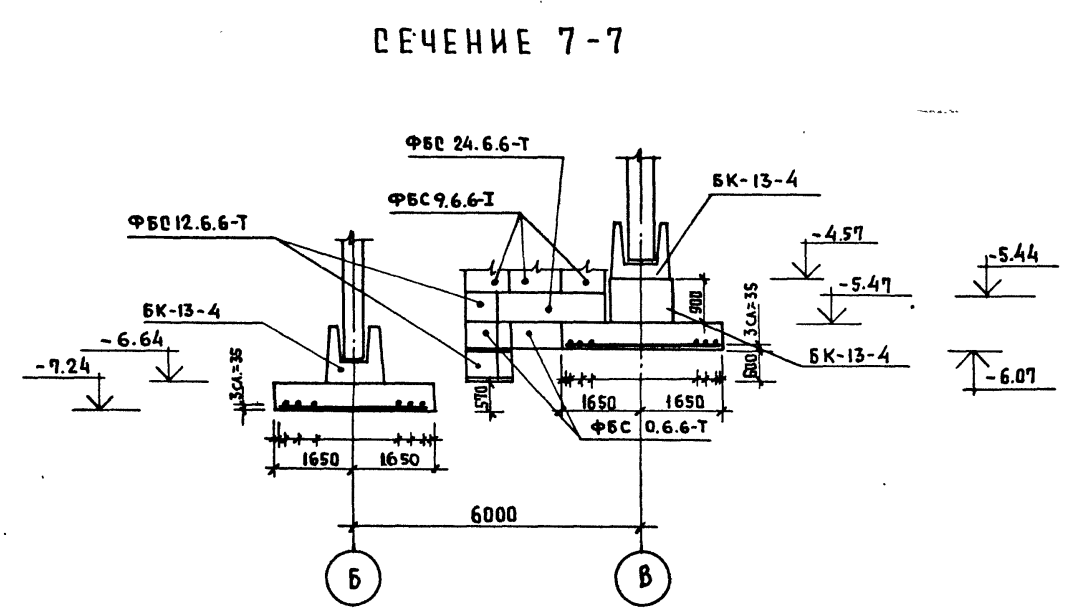 СЕЧЕНИЕ 7-7
ФБС 24.6.6-Т
БК-13-4
ФБС 9.6.6-I
ФБС 12.6.6-Т
-4.57
-5.44
-5.47
900
3СЛ.=35
БК-13-4
-6.64
-7.24
3СЛ.=35
БК-13-4
600
-6.07
570
1650
1650
ФБС 0.6.6-Т
1650
1650
6000
Б
В